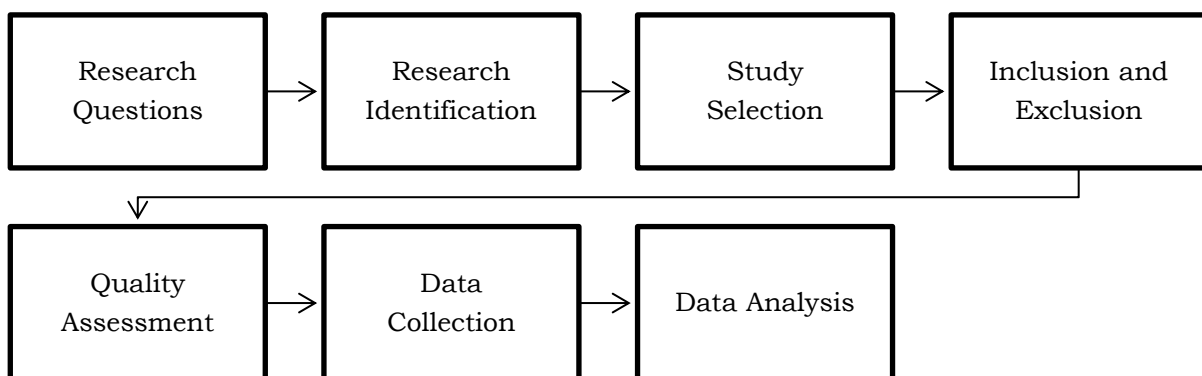 Research
Questions
Research
Identification
Study
Selection
Inclusion and
Exclusion
Quality
Assessment
Data
Collection
Data Analysis